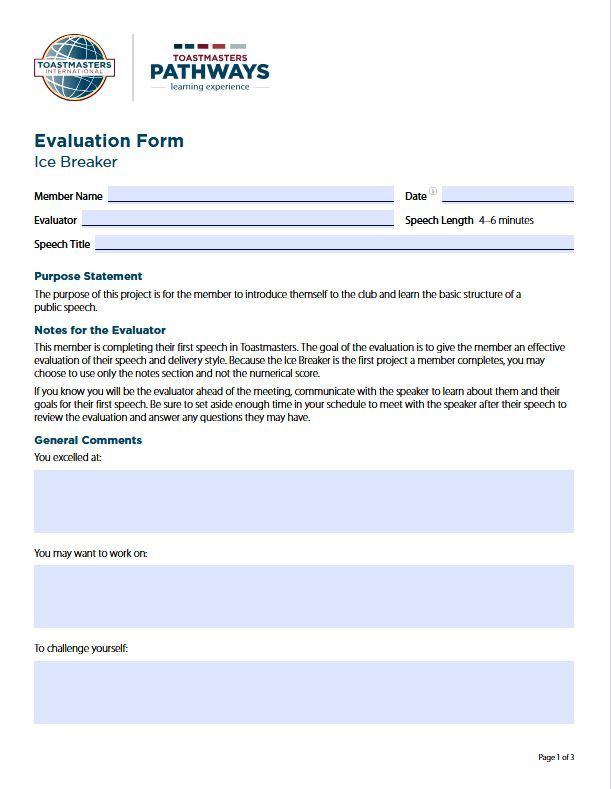 TOASTMASTERS
INTERNATIONAL
TOASTMASTERS
PATHWAYS
learning experience
Evaluation Form
Ice Breaker
Member Name
Date
Evaluator
Speech Length 4–6 minutes
Speech Title
Purpose Statement
The purpose of this project is for the member to introduce themself to the club and learn the basic structure of a
public speech.
Notes for the Evaluator
This member is completing their first speech in Toastmasters. The goal of the evaluation is to give the member an effective
evaluation of their speech and delivery style. Because the Ice Breaker is the first project a member completes, you may
choose to use only the notes section and not the numerical score.
If you know you will be the evaluator ahead of the meeting, communicate with the speaker to learn about them and their
goals for their first speech. Be sure to set aside enough time in your schedule to meet with the speaker after their speech to
review the evaluation and answer any questions they may have.
General Comments
You excelled at:
You may want to work on:
To challenge yourself:
Page 1 of 3